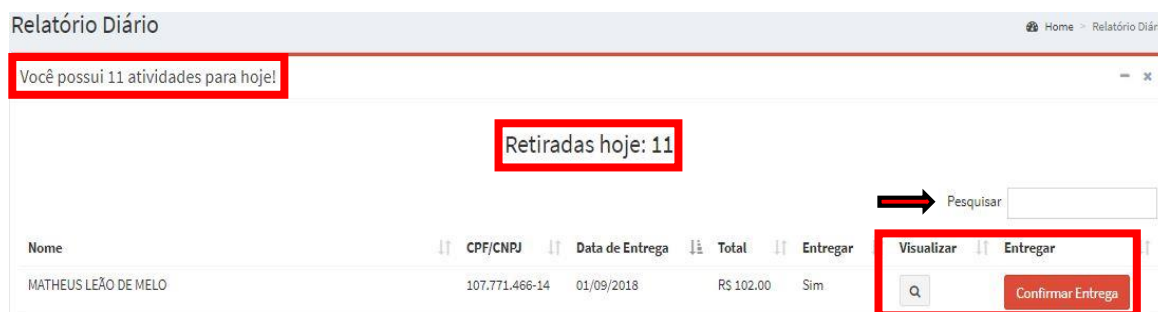 Relatório Diário
Home > Relatório Diár
Você possui 11 atividades para hoje!
Retiradas hoje: 11
Pesquisar
Nome CPF/CNPJ Data de Entrega Total Entregar Visualizar Entregar
MATHEUS LEÃO DE MELO 107.771.466-14 01/09/2018 R$ 102.00 Sim Confirmar Entrega